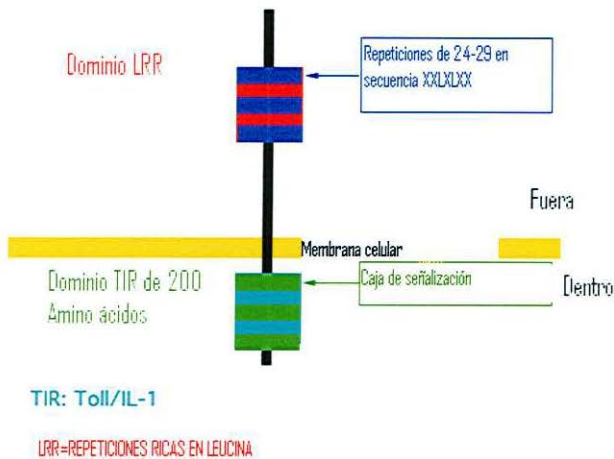 Dominio LRR
Repeticiones de 24-29 en
secuencia XXLXLXX
Fuera
Membrana celular
Dominio TIR de 200
Amino ácidos
Caja de señalización
Dentro
TIR: Toll/IL-1
LRR=REPETICIONES RICAS EN LEUCINA